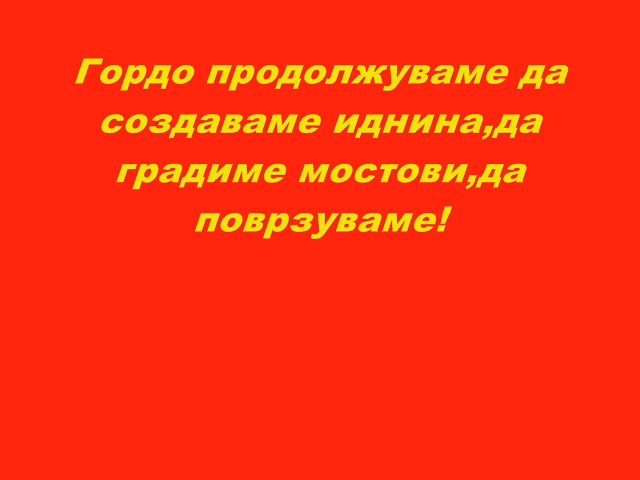 Гордо продолжуваме да
создаваме иднина,да
градиме мостови,да
поврзуваме!